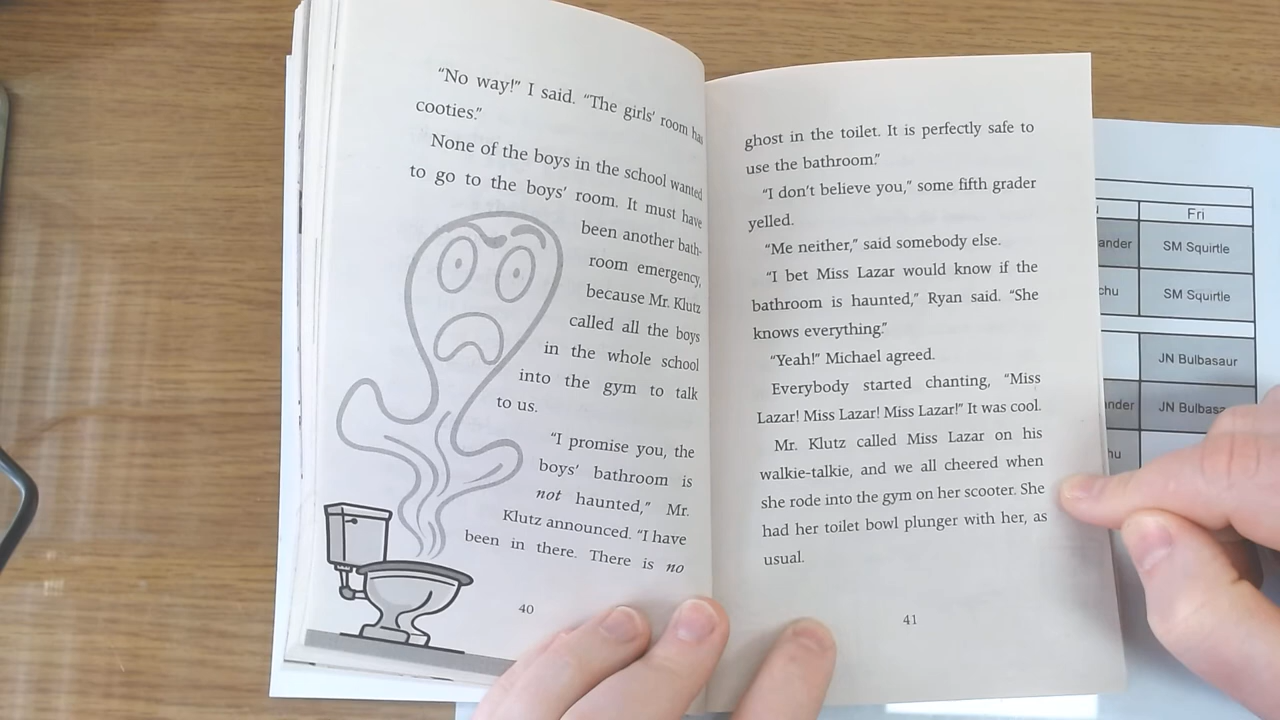 “No way!” I said. “The girls’ room has
cooties.”
None of the boys in the school wanted
to go to the boys’ room. It must have
been another bath-
room emergency,
because Mr. Klutz
called all the boys
in the whole school
into the gym to talk
to us.
“I promise you, the
boys’ bathroom is
not haunted,” Mr.
Klutz announced. “I have
been in there. There is no
40
ghost in the toilet. It is perfectly safe to
use the bathroom.”
“I don’t believe you,” some fifth grader
yelled.
“Me neither,” said somebody else.
“I bet Miss Lazar would know if the
bathroom is haunted,” Ryan said. “She
knows everything.”
“Yeah!” Michael agreed.
Everybody started chanting, “Miss
Lazar! Miss Lazar! Miss Lazar!” It was cool.
Mr. Klutz called Miss Lazar on his
walkie-talkie, and we all cheered when
she rode into the gym on her scooter. She
had her toilet bowl plunger with her, as
usual.
41
Fri
SM Squirtle
SM Squirtle
JN Bulbasaur
JN